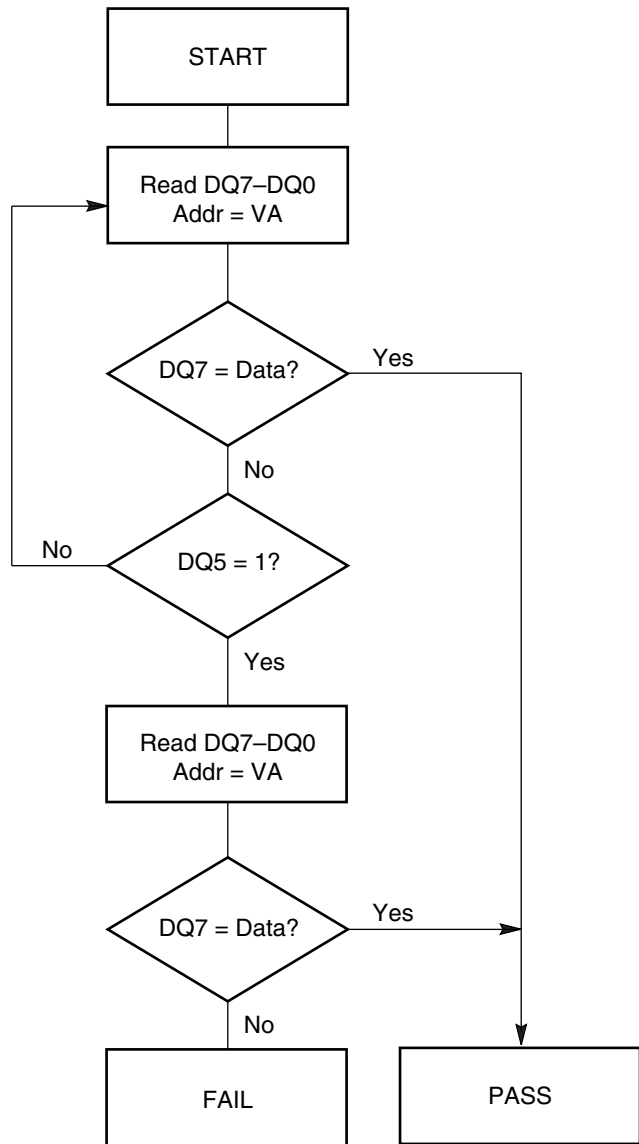 START
Read DQ7–DQ0
Addr = VA
DQ7 = Data?
Yes
No
DQ5 = 1?
No
Yes
Read DQ7–DQ0
Addr = VA
DQ7 = Data?
Yes
No
FAIL
PASS